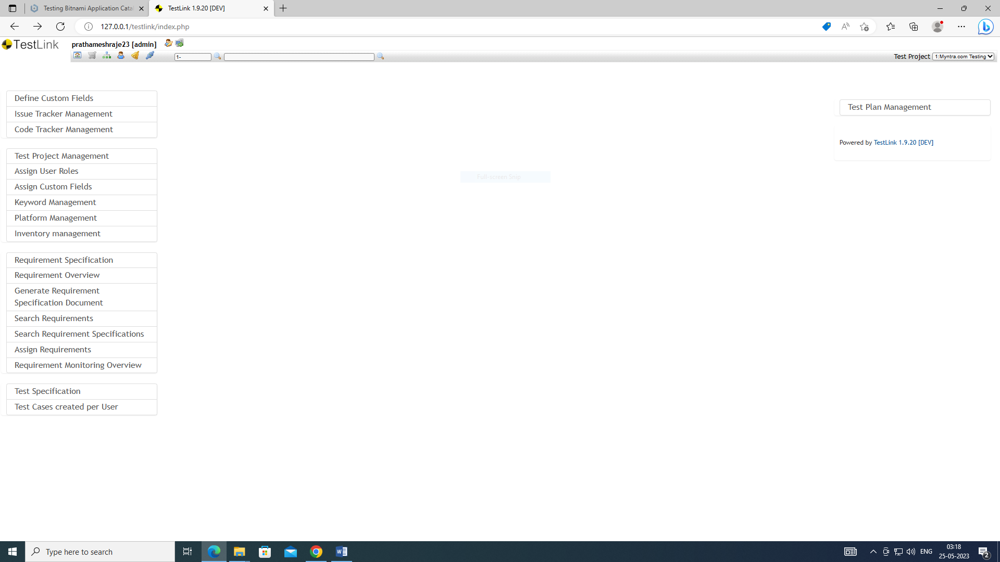 Testing Bitnami Application Cata
TestLink 1.9.20 [DEV]
127.0.0.1/testlink/index.php
TestLink
prathameshraje23 [admin]
1-
Test Project
1:Myntra.com Testing
Define Custom Fields
Issue Tracker Management
Code Tracker Management
Test Project Management
Assign User Roles
Assign Custom Fields
Keyword Management
Platform Management
Inventory management
Requirement Specification
Requirement Overview
Generate Requirement
Specification Document
Search Requirements
Search Requirement Specifications
Assign Requirements
Requirement Monitoring Overview
Test Specification
Test Cases created per User
Full-screen Snip
Test Plan Management
Powered by TestLink 1.9.20 [DEV]
Type here to search
ENG
03:18
25-05-2023
2